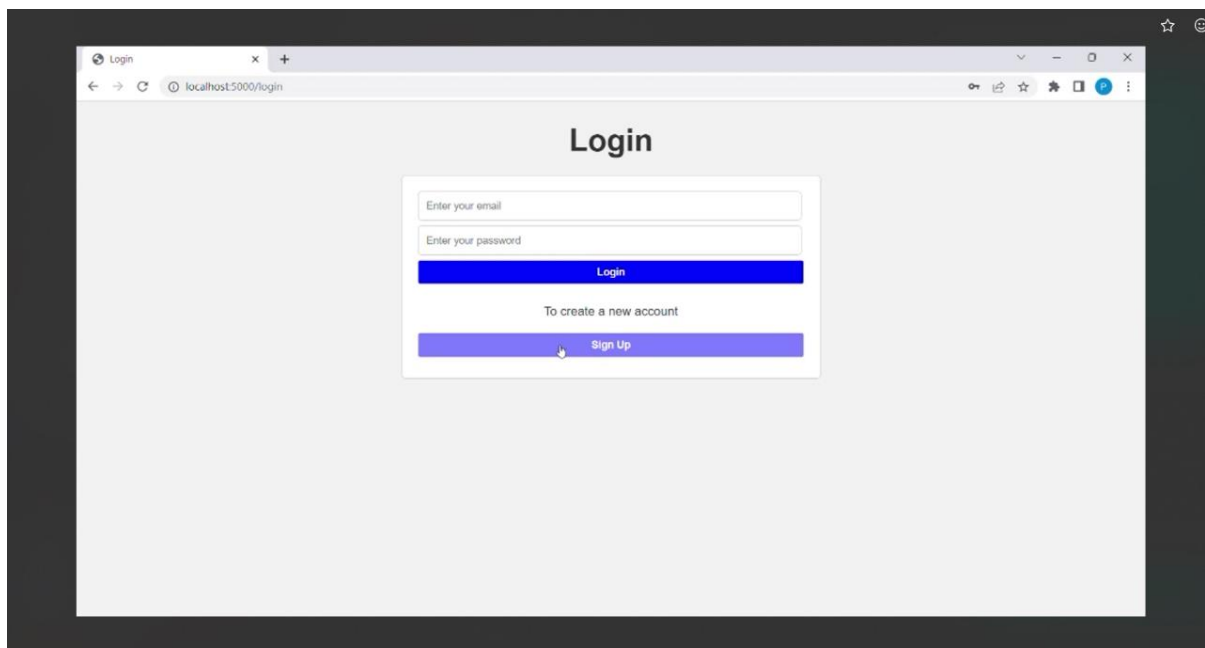 Login
localhost:5000/login
P
Login
Enter your email
Enter your password
Login
To create a new account
Sign Up